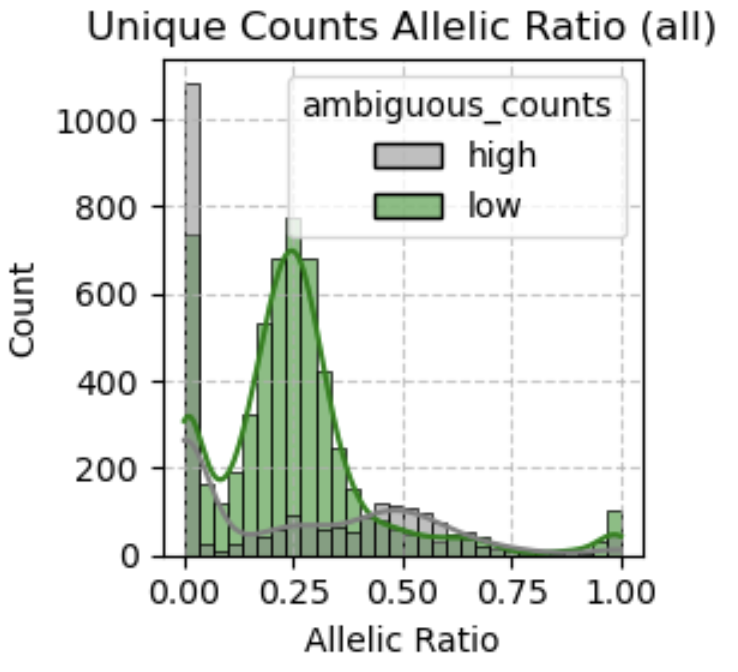 Unique Counts Allelic Ratio (all)
ambiguous_counts
high
low
1000
800
600
400
200
0
Count
0.00 0.25 0.50 0.75 1.00
Allelic Ratio